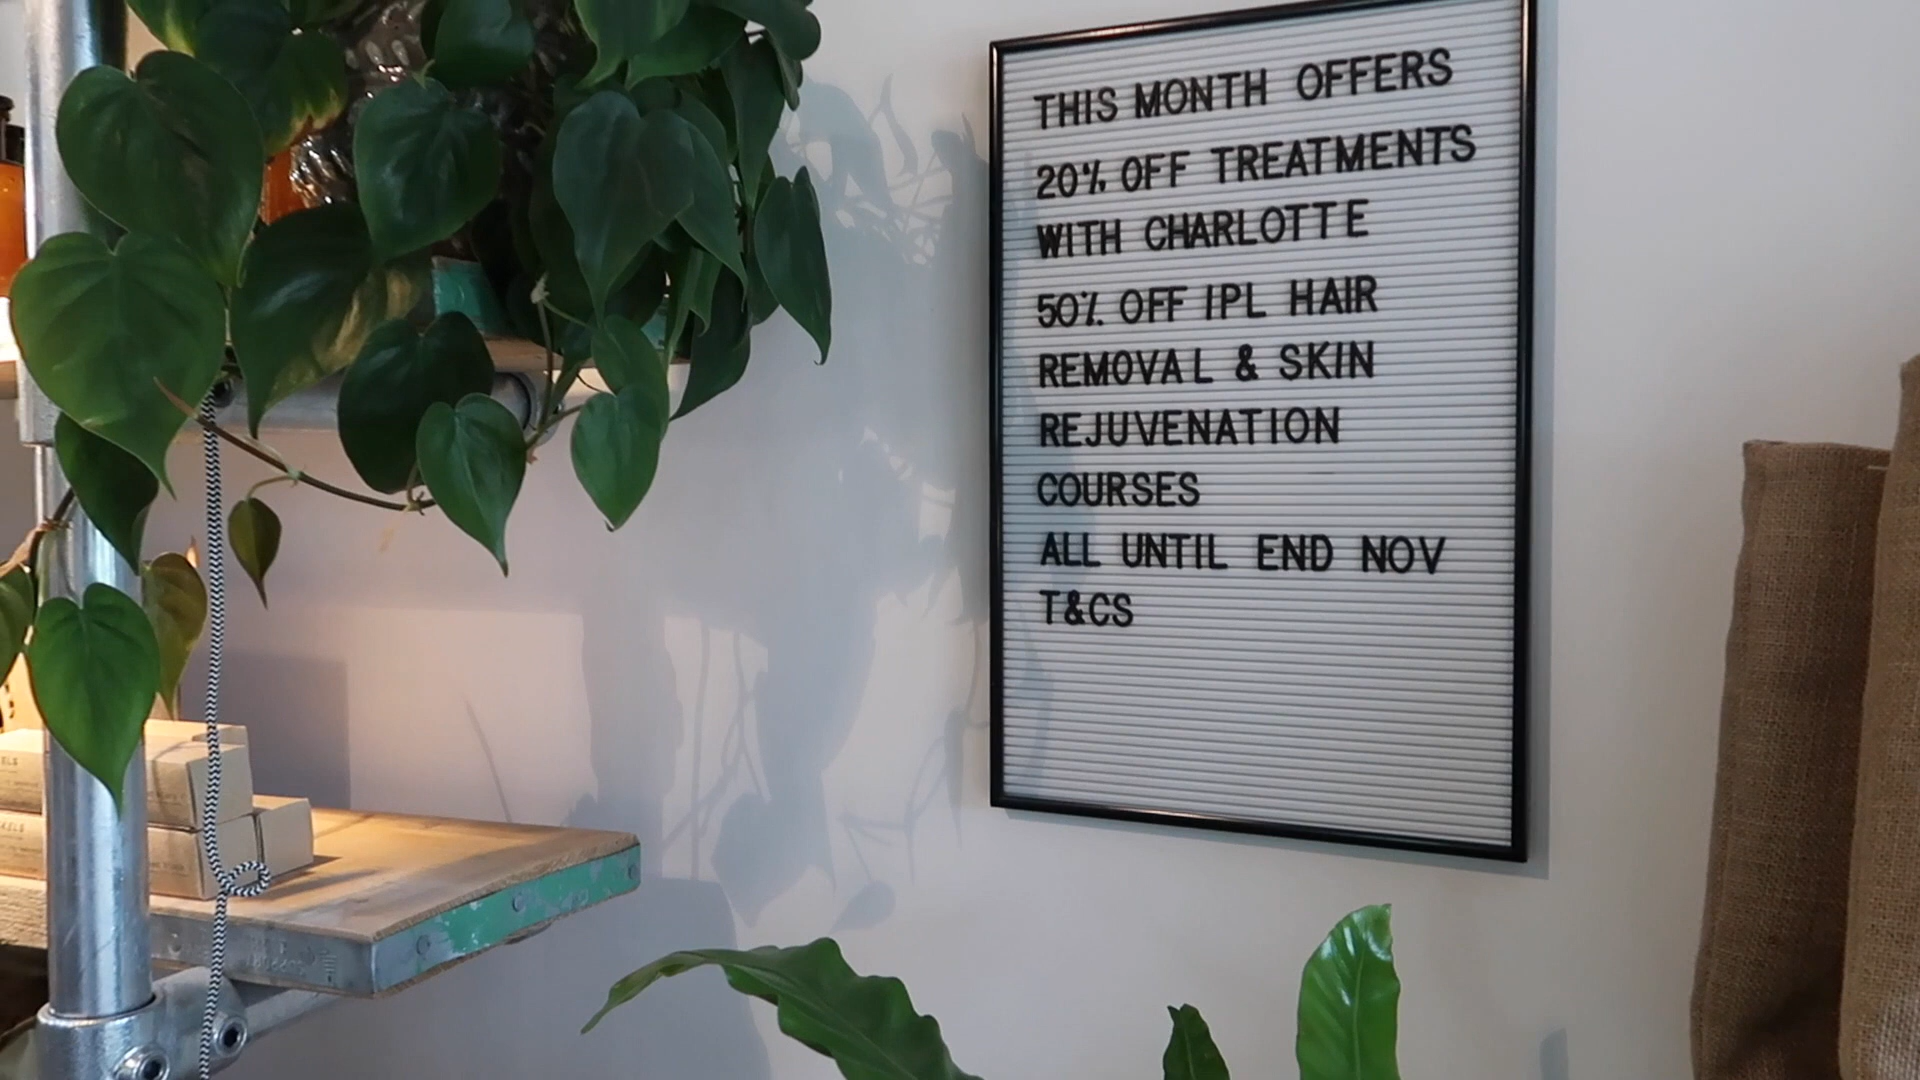 THIS MONTH OFFERS
20% OFF TREATMENTS
WITH CHARLOTTE
50% OFF IPL HAIR
REMOVAL & SKIN
REJUVENATION
COURSES
ALL UNTIL END NOV
T&CS